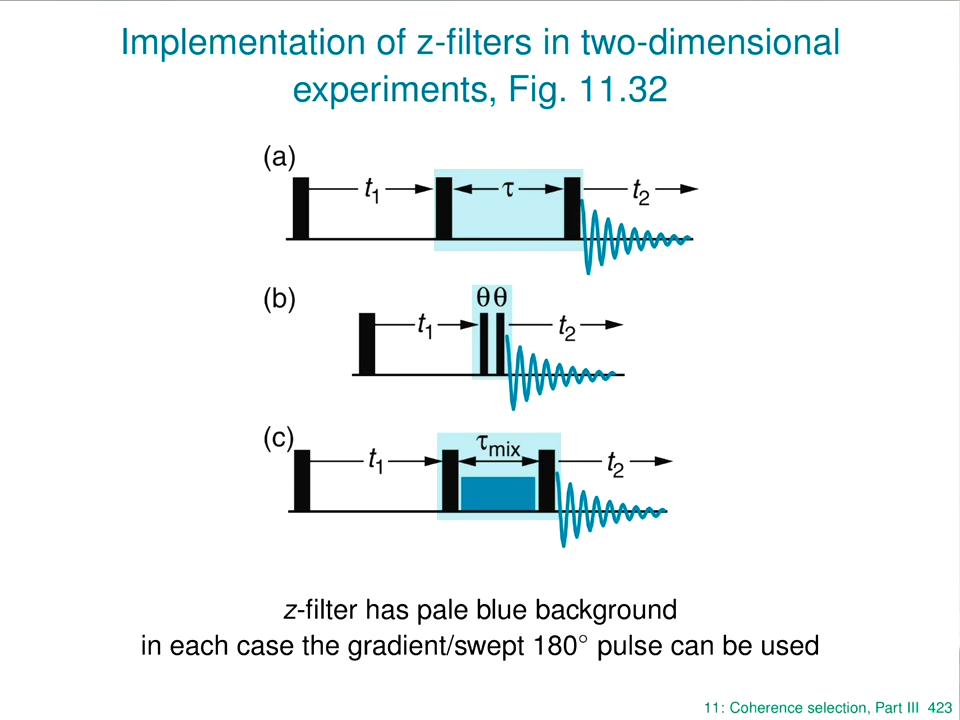 Implementation of z-filters in two-dimensional
experiments, Fig. 11.32
(a)
t1 τ t2
(b)
θ θ
t1 t2
(c)
τmix
t1 t2
z-filter has pale blue background
in each case the gradient/swept 180° pulse can be used
11: Coherence selection, Part III 423